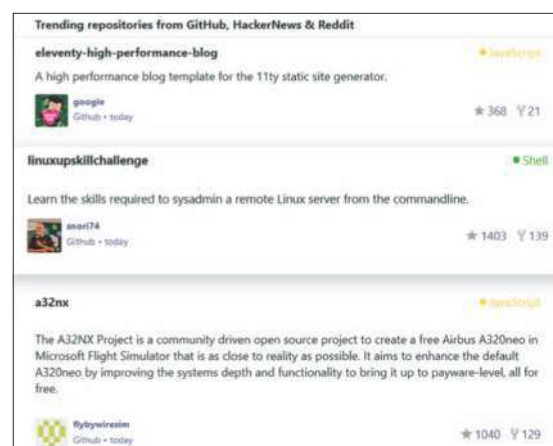 Trending repositories from GitHub, HackerNews & Reddit
eleventy-high-performance-blog
JavaScript
A high performance blog template for the 11ty static site generator.
google
Github • today
368 21
linuxupskillchallenge
Shell
Learn the skills required to sysadmin a remote Linux server from the commandline.
snori74
Github • today
1403 139
a32nx
JavaScript
The A32NX Project is a community driven open source project to create a free Airbus A320neo in
Microsoft Flight Simulator that is as close to reality as possible. It aims to enhance the default
A320neo by improving the systems depth and functionality to bring it up to payware-level, all for
free.
flybywiresim
Github • today
1040 129